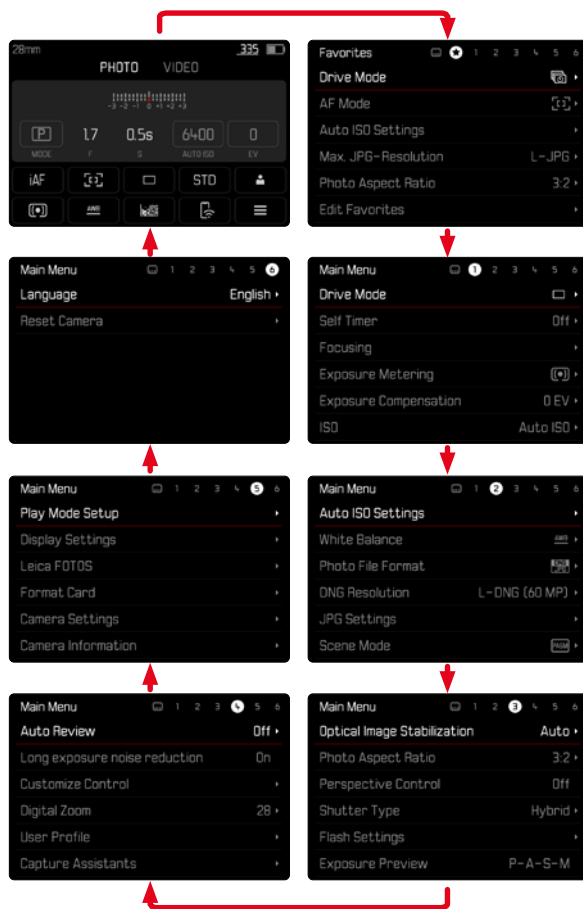 28mm 335
PHOTO VIDEO
-3 -2 -1 0 +1 +2 +3
P 1.7 0.5s 6400 0
MODE F S AUTO ISO EV
iAF STD
AWB
Favorites 1 2 3 4 5 6
Drive Mode
AF Mode
Auto ISO Settings
Max. JPG-Resolution L-JPG
Photo Aspect Ratio 3:2
Edit Favorites
Main Menu 1 2 3 4 5 6
Language English
Reset Camera
Main Menu 1 2 3 4 5 6
Drive Mode
Self Timer Off
Focusing
Exposure Metering
Exposure Compensation 0 EV
ISO Auto ISO
Main Menu 1 2 3 4 5 6
Play Mode Setup
Display Settings
Leica FOTOS
Format Card
Camera Settings
Camera Information
Main Menu 1 2 3 4 5 6
Auto ISO Settings
White Balance AWB
Photo File Format
DNG Resolution L-DNG (60 MP)
JPG Settings
Scene Mode PASM
Main Menu 1 2 3 4 5 6
Auto Review Off
Long exposure noise reduction On
Customize Control
Digital Zoom 28
User Profile
Capture Assistants
Main Menu 1 2 3 4 5 6
Optical Image Stabilization Auto
Photo Aspect Ratio 3:2
Perspective Control Off
Shutter Type Hybrid
Flash Settings
Exposure Preview P-A-S-M